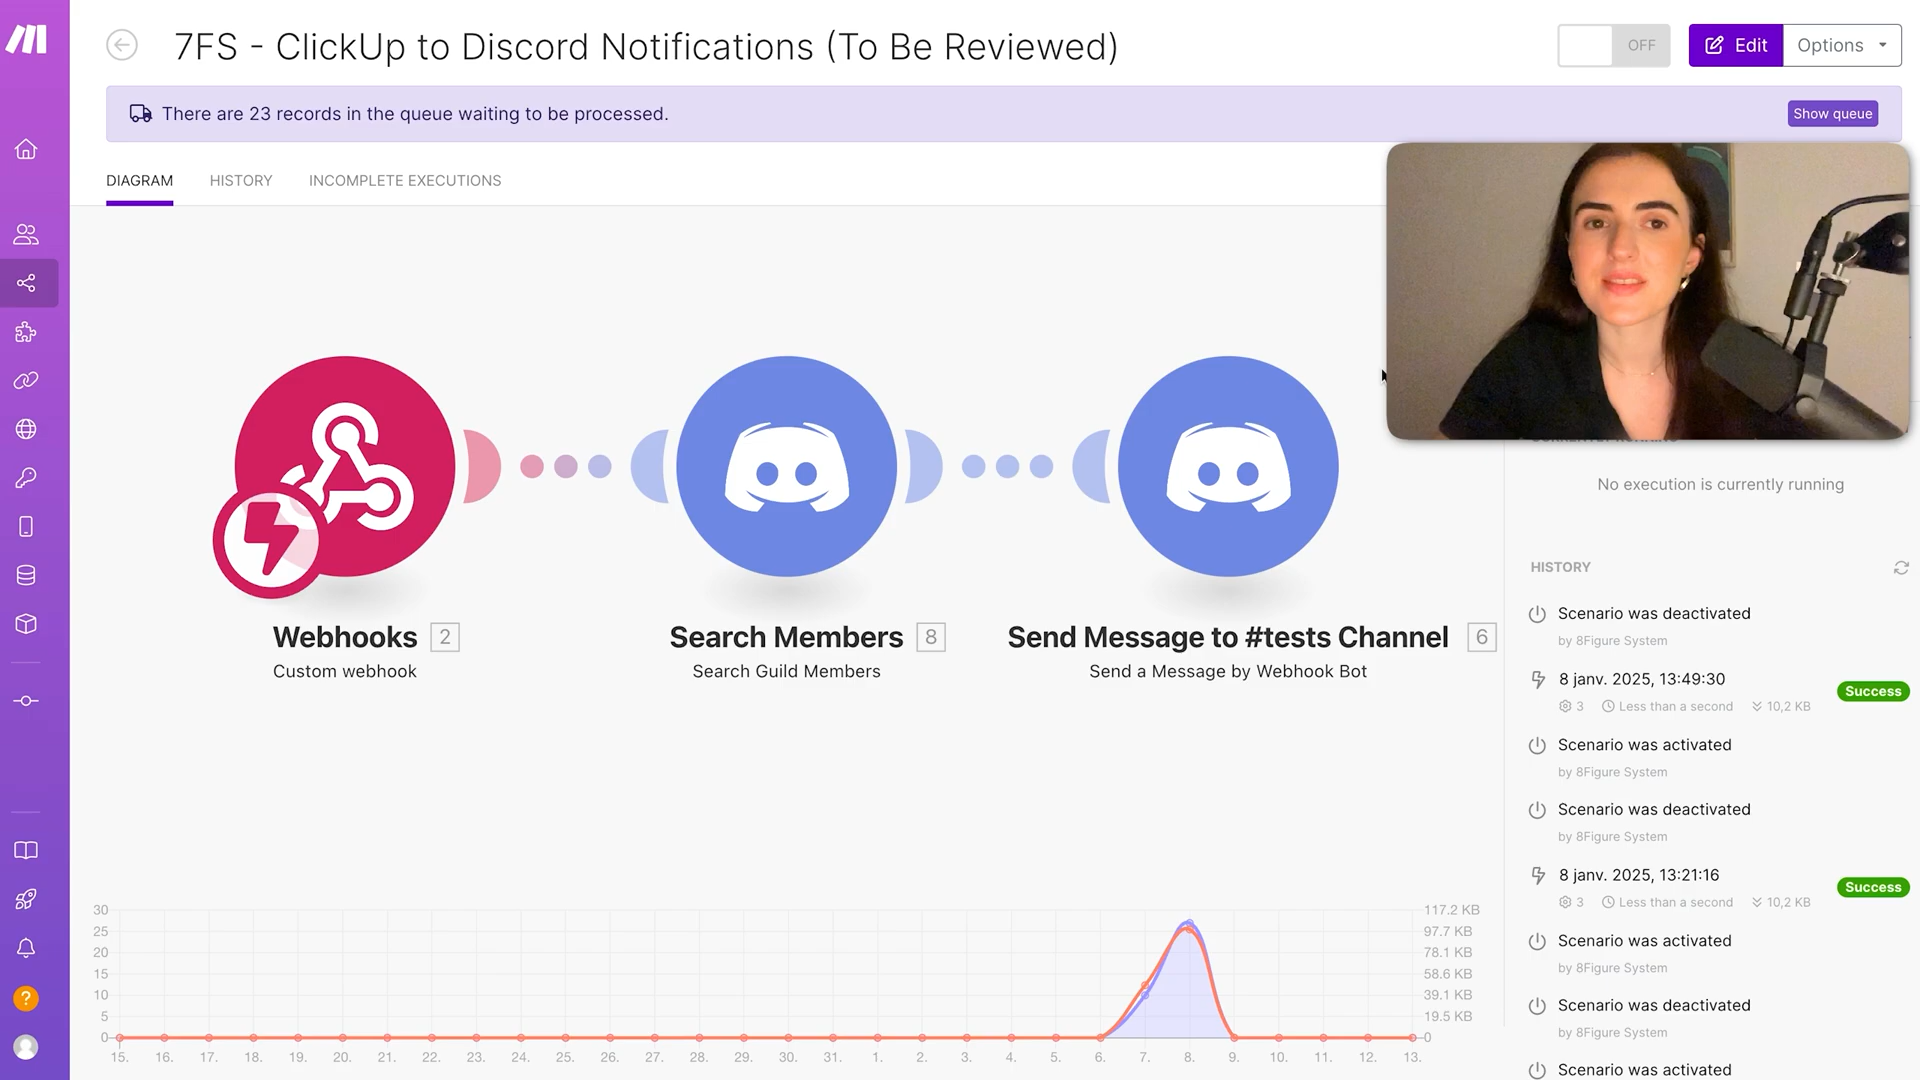 7FS - ClickUp to Discord Notifications (To Be Reviewed)
OFF
Edit
Options
There are 23 records in the queue waiting to be processed.
Show queue
DIAGRAM
HISTORY
INCOMPLETE EXECUTIONS
Webhooks 2
Custom webhook
Search Members 8
Search Guild Members
Send Message to #tests Channel 6
Send a Message by Webhook Bot
No execution is currently running
HISTORY
Scenario was deactivated
by 8Figure System
8 janv. 2025, 13:49:30
3 Less than a second 10,2 KB
Success
Scenario was activated
by 8Figure System
Scenario was deactivated
by 8Figure System
8 janv. 2025, 13:21:16
3 Less than a second 10,2 KB
Success
Scenario was activated
by 8Figure System
Scenario was deactivated
by 8Figure System
Scenario was activated
30 117.2 KB
25 97.7 KB
20 78.1 KB
15 58.6 KB
10 39.1 KB
5 19.5 KB
0 0
15. 16. 17. 18. 19. 20. 21. 22. 23. 24. 25. 26. 27. 28. 29. 30. 31. 1. 2. 3. 4. 5. 6. 7. 8. 9. 10. 11. 12. 13.
?